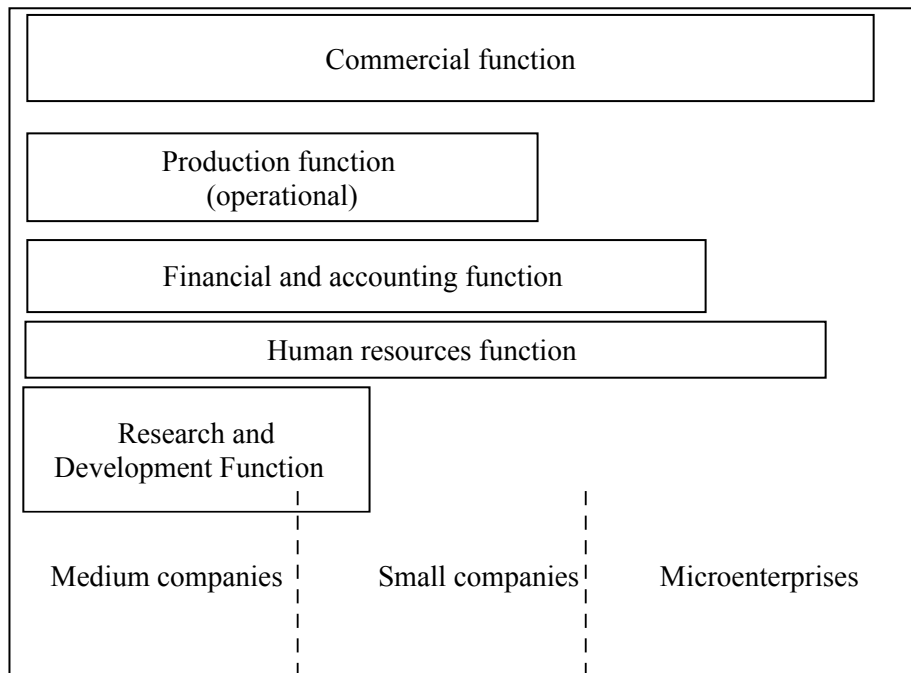 Commercial function
Production function
(operational)
Financial and accounting function
Human resources function
Research and
Development Function
Medium companies
Small companies
Microenterprises